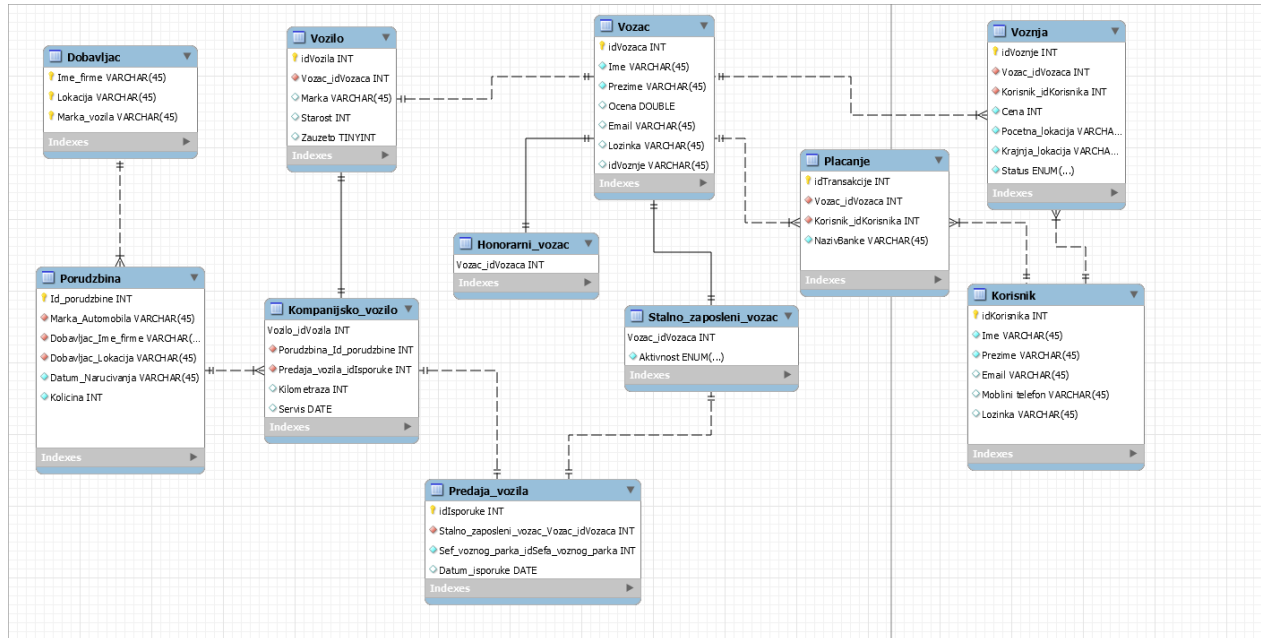 Dobavljac
Ime_firme VARCHAR(45)
Lokacija VARCHAR(45)
Marka_vozila VARCHAR(45)
Indexes
Vozilo
idVozila INT
Vozac_idVozaca INT
Marka VARCHAR(45)
Starost INT
Zauzeto TINYINT
Indexes
Vozac
idVozaca INT
Ime VARCHAR(45)
Prezime VARCHAR(45)
Ocena DOUBLE
Email VARCHAR(45)
Lozinka VARCHAR(45)
idVoznje VARCHAR(45)
Indexes
Voznja
idVoznje INT
Vozac_idVozaca INT
Korisnik_idKorisnika INT
Cena INT
Pocetna_lokacija VARCHA...
Krajnja_lokacija VARCHA...
Status ENUM(...)
Indexes
Placanje
idTransakcije INT
Vozac_idVozaca INT
Korisnik_idKorisnika INT
NazivBanke VARCHAR(45)
Indexes
Honorarni_vozac
Vozac_idVozaca INT
Indexes
Porudzbina
Id_porudzbine INT
Marka_Automobila VARCHAR(45)
Dobavljac_Ime_firme VARCHAR(...
Dobavljac_Lokacija VARCHAR(45)
Datum_Narucivanja VARCHAR(45)
Kolicina INT
Indexes
Kompanijsko_vozilo
Vozilo_idVozila INT
Porudzbina_Id_porudzbine INT
Predaja_vozila_idIsporuke INT
Kilometraza INT
Servis DATE
Indexes
Stalno_zaposleni_vozac
Vozac_idVozaca INT
Aktivnost ENUM(...)
Indexes
Korisnik
idKorisnika INT
Ime VARCHAR(45)
Prezime VARCHAR(45)
Email VARCHAR(45)
Moblini telefon VARCHAR(45)
Lozinka VARCHAR(45)
Indexes
Predaja_vozila
idIsporuke INT
Stalno_zaposleni_vozac_Vozac_idVozaca INT
Sef_voznog_parka_idSefa_voznog_parka INT
Datum_isporuke DATE
Indexes